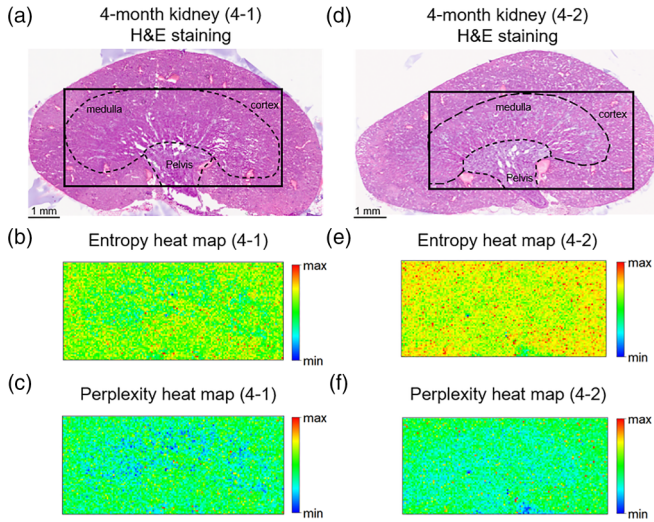 (a) 4-month kidney (4-1)
H&E staining
medulla
cortex
Pelvis
1 mm
(d) 4-month kidney (4-2)
H&E staining
medulla
cortex
Pelvis
1 mm
(b) Entropy heat map (4-1)
max
min
(e) Entropy heat map (4-2)
max
min
(c) Perplexity heat map (4-1)
max
min
(f) Perplexity heat map (4-2)
max
min